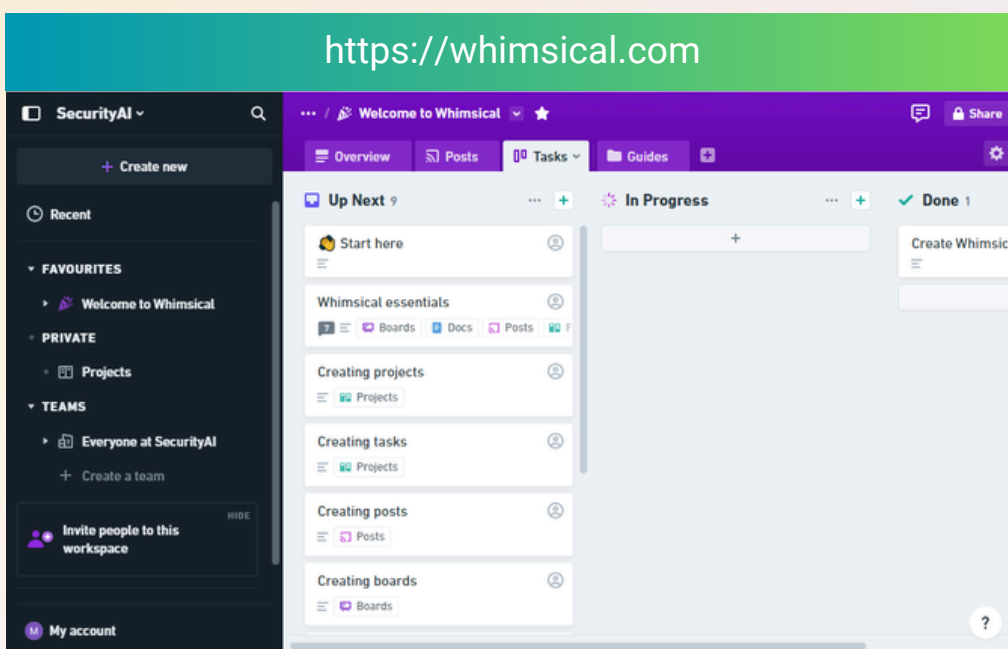 https://whimsical.com
SecurityAI
... / Welcome to Whimsical
Share
+ Create new
Overview
Posts
Tasks
Guides
Recent
Up Next 9
In Progress
Done 1
FAVOURITES
Welcome to Whimsical
PRIVATE
Projects
TEAMS
Everyone at SecurityAI
+ Create a team
HIDE
Invite people to this
workspace
M My account
Start here
Whimsical essentials
7 Boards Docs Posts F
Creating projects
Projects
Creating tasks
Projects
Creating posts
Posts
Creating boards
Boards
+
Create Whimsic
?